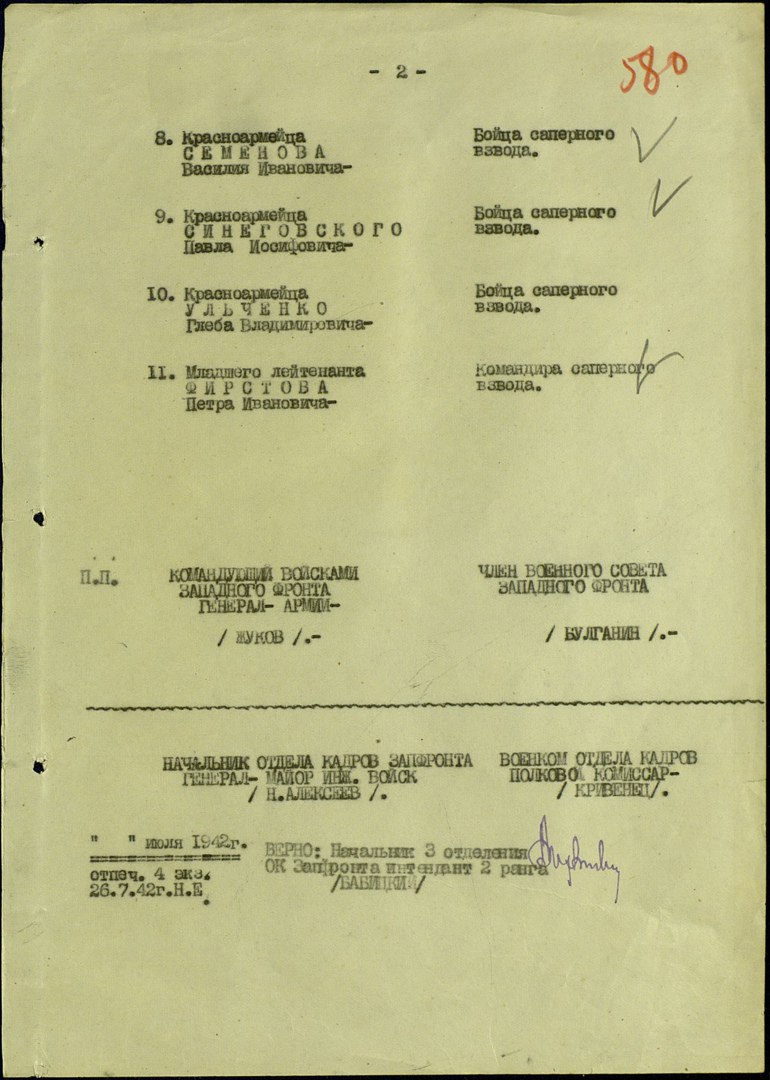 - 2 -
580
8. Красноармейца
С Е М Е Н О В А
Василия Ивановича-
Бойца саперного
взвода.
9. Красноармейца
С И Н Е Г О В С К О Г О
Павла Иосифовича-
Бойца саперного
взвода.
10. Красноармейца
У Л Ь Ч Е Н К О
Глеба Владимировича-
Бойца саперного
взвода.
11. Младшего лейтенанта
Ф И Р С Т О В А
Петра Ивановича-
Командира саперного
взвода.
П.П.
КОМАНДУЮЩИЙ ВОЙСКАМИ
ЗАПАДНОГО ФРОНТА
ГЕНЕРАЛ- АРМИИ-
/ ЖУКОВ /.-
ЧЛЕН ВОЕННОГО СОВЕТА
ЗАПАДНОГО ФРОНТА
/ БУЛГАНИН /.-
НАЧАЛЬНИК ОТДЕЛА КАДРОВ ЗАПФРОНТА
ГЕНЕРАЛ- МАЙОР ИНЖ. ВОЙСК
/ Н.АЛЕКСЕЕВ /.
ВОЕНКОМ ОТДЕЛА КАДРОВ
ПОЛКОВОЙ КОМИССАР-
/ КРИВЕНЕЦ/.
" " июля 1942г.
отпеч. 4 экз.
26.7.42г.Н.Е.
ВЕРНО: Начальник 3 отделения
ОК Запфронта интендант 2 ранга
/БАБИЦКИЙ/